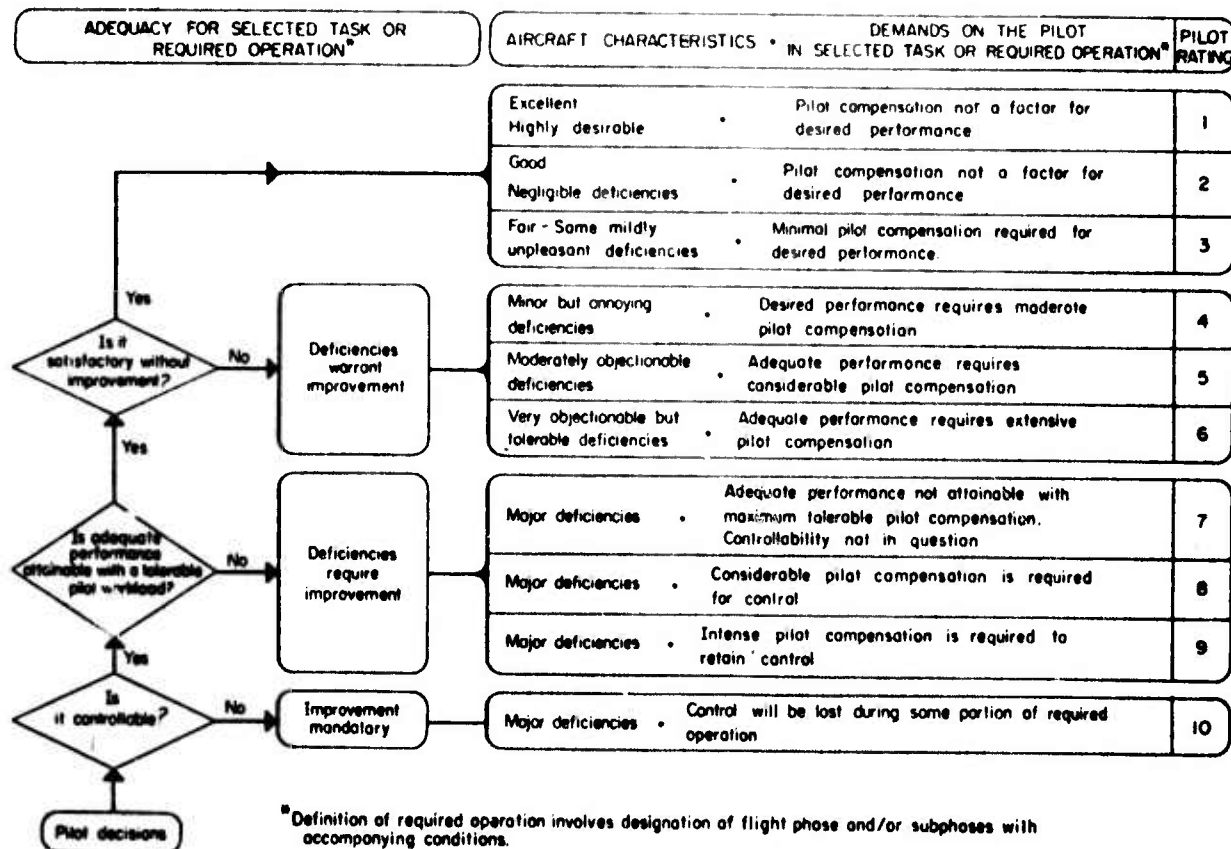 ADEQUACY FOR SELECTED TASK OR
REQUIRED OPERATION*
AIRCRAFT CHARACTERISTICS •
DEMANDS ON THE PILOT
IN SELECTED TASK OR REQUIRED OPERATION*
PILOT
RATING
Excellent
Highly desirable
• Pilot compensation not a factor for
desired performance
1
Good
Negligible deficiencies
• Pilot compensation not a factor for
desired performance
2
Fair - Some mildly
unpleasant deficiencies
• Minimal pilot compensation required for
desired performance.
3
Yes
Is it
satisfactory without
improvement?
No
Deficiencies
warrant
improvement
Minor but annoying
deficiencies
• Desired performance requires moderate
pilot compensation
4
Moderately objectionable
deficiencies
• Adequate performance requires
considerable pilot compensation
5
Very objectionable but
tolerable deficiencies
• Adequate performance requires extensive
pilot compensation
6
Yes
Is adequate
performance
attainable with a tolerable
pilot workload?
No
Deficiencies
require
improvement
Major deficiencies
• Adequate performance not attainable with
maximum tolerable pilot compensation.
Controllability not in question
7
Major deficiencies
• Considerable pilot compensation is required
for control
8
Major deficiencies
• Intense pilot compensation is required to
retain control
9
Yes
Is
it controllable?
No
Improvement
mandatory
Major deficiencies
• Control will be lost during some portion of required
operation
10
Pilot decisions
*Definition of required operation involves designation of flight phase and/or subphases with
accompanying conditions.